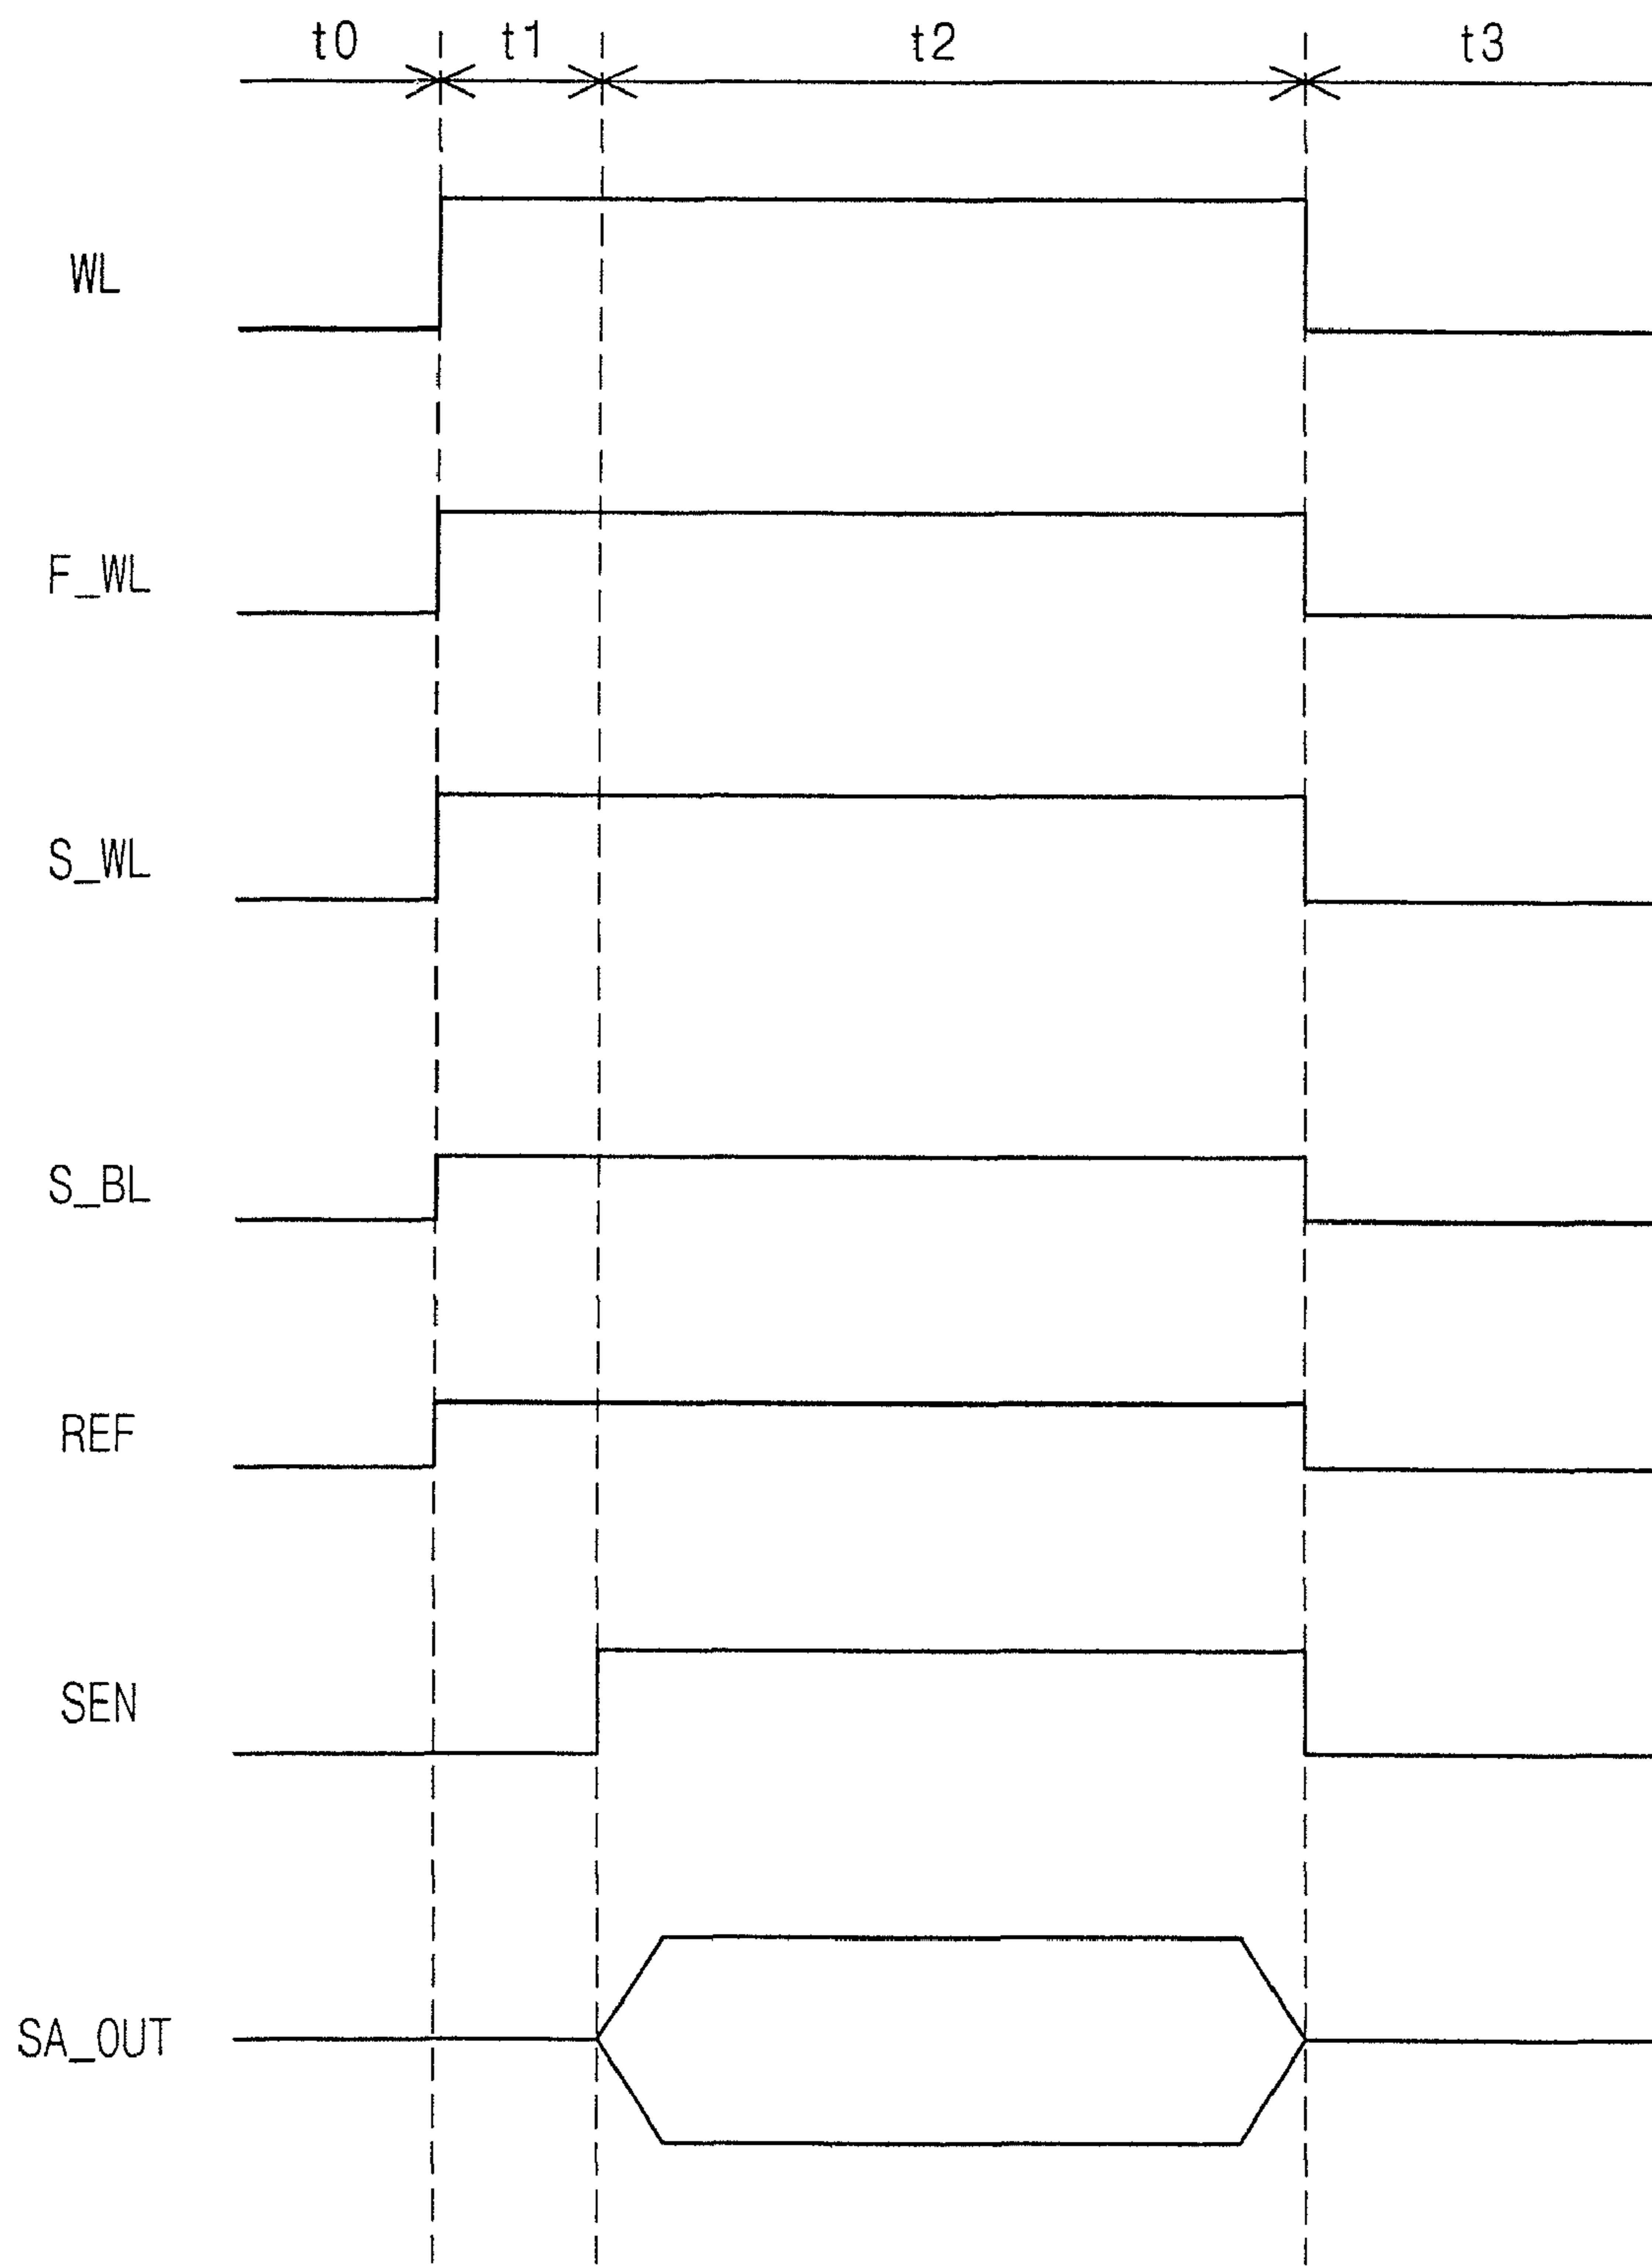 t0 t1 t2 t3
WL
F_WL
S_WL
S_BL
REF
SEN
SA_OUT